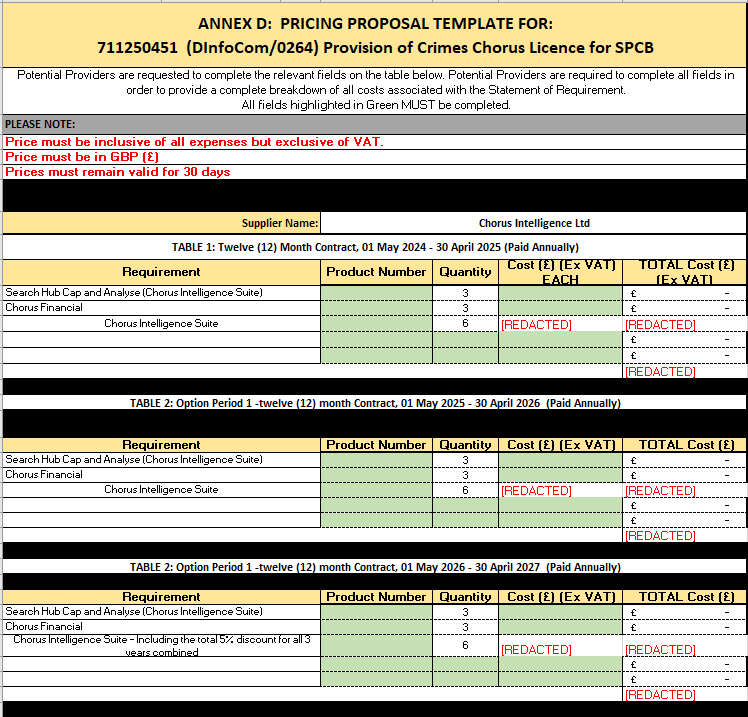 ANNEX D: PRICING PROPOSAL TEMPLATE FOR:
711250451 (DInfoCom/0264) Provision of Crimes Chorus Licence for SPCB
Potential Providers are requested to complete the relevant fields on the table below. Potential Providers are required to complete all fields in
order to provide a complete breakdown of all costs associated with the Statement of Requirement.
All fields highlighted in Green MUST be completed.
PLEASE NOTE:
Price must be inclusive of all expenses but exclusive of VAT.
Price must be in GBP (£)
Prices must remain valid for 30 days
Supplier Name: Chorus Intelligence Ltd
TABLE 1: Twelve (12) Month Contract, 01 May 2024 - 30 April 2025 (Paid Annually)
Requirement Product Number Quantity Cost (£) (Ex VAT) EACH TOTAL Cost (£) (Ex VAT)
Search Hub Cap and Analyse (Chorus Intelligence Suite) 3 £ -
Chorus Financial 3 £ -
Chorus Intelligence Suite 6 [REDACTED] [REDACTED]
£ -
£ -
[REDACTED]
TABLE 2: Option Period 1 -twelve (12) month Contract, 01 May 2025 - 30 April 2026 (Paid Annually)
Requirement Product Number Quantity Cost (£) (Ex VAT) TOTAL Cost (£)
Search Hub Cap and Analyse (Chorus Intelligence Suite) 3 £ -
Chorus Financial 3 £ -
Chorus Intelligence Suite 6 [REDACTED] [REDACTED]
£ -
£ -
[REDACTED]
TABLE 2: Option Period 1 -twelve (12) month Contract, 01 May 2026 - 30 April 2027 (Paid Annually)
Requirement Product Number Quantity Cost (£) (Ex VAT) TOTAL Cost (£)
Search Hub Cap and Analyse (Chorus Intelligence Suite) 3 £ -
Chorus Financial 3 £ -
Chorus Intelligence Suite - Including the total 5% discount for all 3
years combined 6 [REDACTED] [REDACTED]
£ -
£ -
[REDACTED]